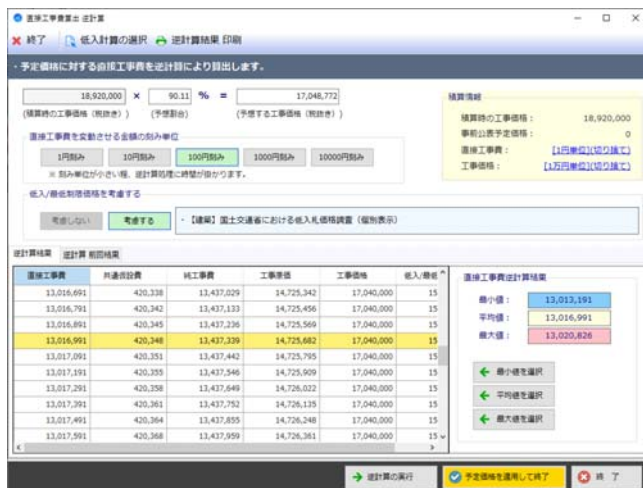 直接工事費算出 逆計算
終了 低入計算の選択 逆計算結果 印刷
・予定価格に対する直接工事費を逆計算により算出します。
18,920,000 × 90.11 % = 17,048,772
(積算時の工事価格（税抜き）) (予想割合) (予想する工事価格（税抜き）)
直接工事費を変動させる金額の刻み単位
1円刻み 10円刻み 100円刻み 1000円刻み 10000円刻み
※ 刻み単位が小さい程、逆計算処理に時間が掛かります。
積算情報
積算時の工事価格： 18,920,000
事前公表予定価格： 0
直接工事費： [1円単位](切り捨て)
工事価格： [1万円単位](切り捨て)
低入/最低制限価格を考慮する
考慮しない 考慮する ・【建築】国土交通省における低入札価格調査（個別表示）
逆計算結果 逆計算 前回結果
直接工事費 共通仮設費 純工事費 工事原価 工事価格 低入/最低
13,016,691 420,338 13,437,029 14,725,342 17,040,000 15
13,016,791 420,342 13,437,133 14,725,456 17,040,000 15
13,016,891 420,345 13,437,236 14,725,569 17,040,000 15
13,016,991 420,348 13,437,339 14,725,682 17,040,000 15
13,017,091 420,351 13,437,442 14,725,795 17,040,000 15
13,017,191 420,355 13,437,546 14,725,909 17,040,000 15
13,017,291 420,358 13,437,649 14,726,022 17,040,000 15
13,017,391 420,361 13,437,752 14,726,135 17,040,000 15
13,017,491 420,364 13,437,855 14,726,248 17,040,000 15
13,017,591 420,368 13,437,959 14,726,361 17,040,000 15
直接工事費逆計算結果
最小値： 13,013,191
平均値： 13,016,991
最大値： 13,020,826
最小値を選択
平均値を選択
最大値を選択
逆計算の実行 予定価格を適用して終了 終 了